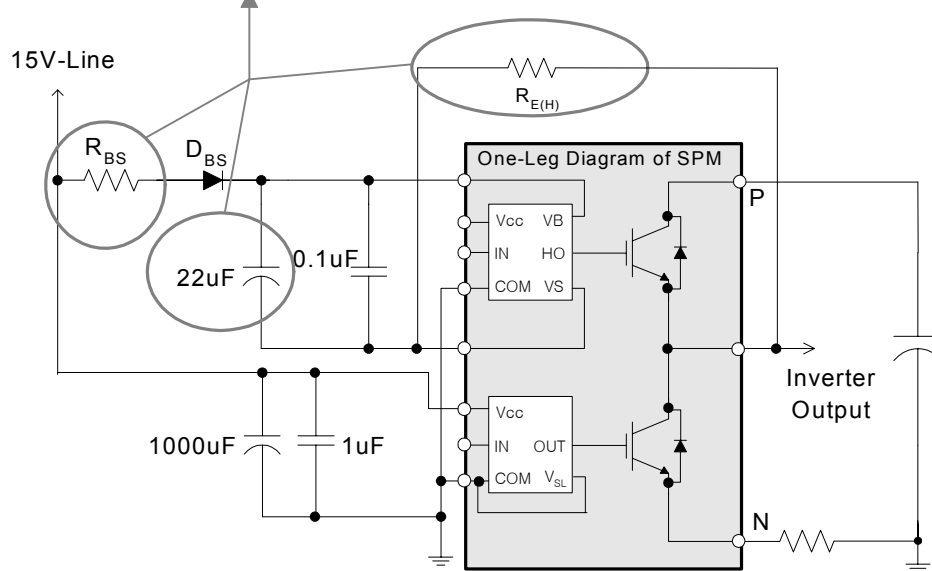 15V-Line
R_E(H)
R_BS
D_BS
One-Leg Diagram of SPM
P
Vcc VB
IN HO
COM VS
22uF
0.1uF
Inverter
Output
Vcc
IN OUT
COM V_SL
1000uF
1uF
N